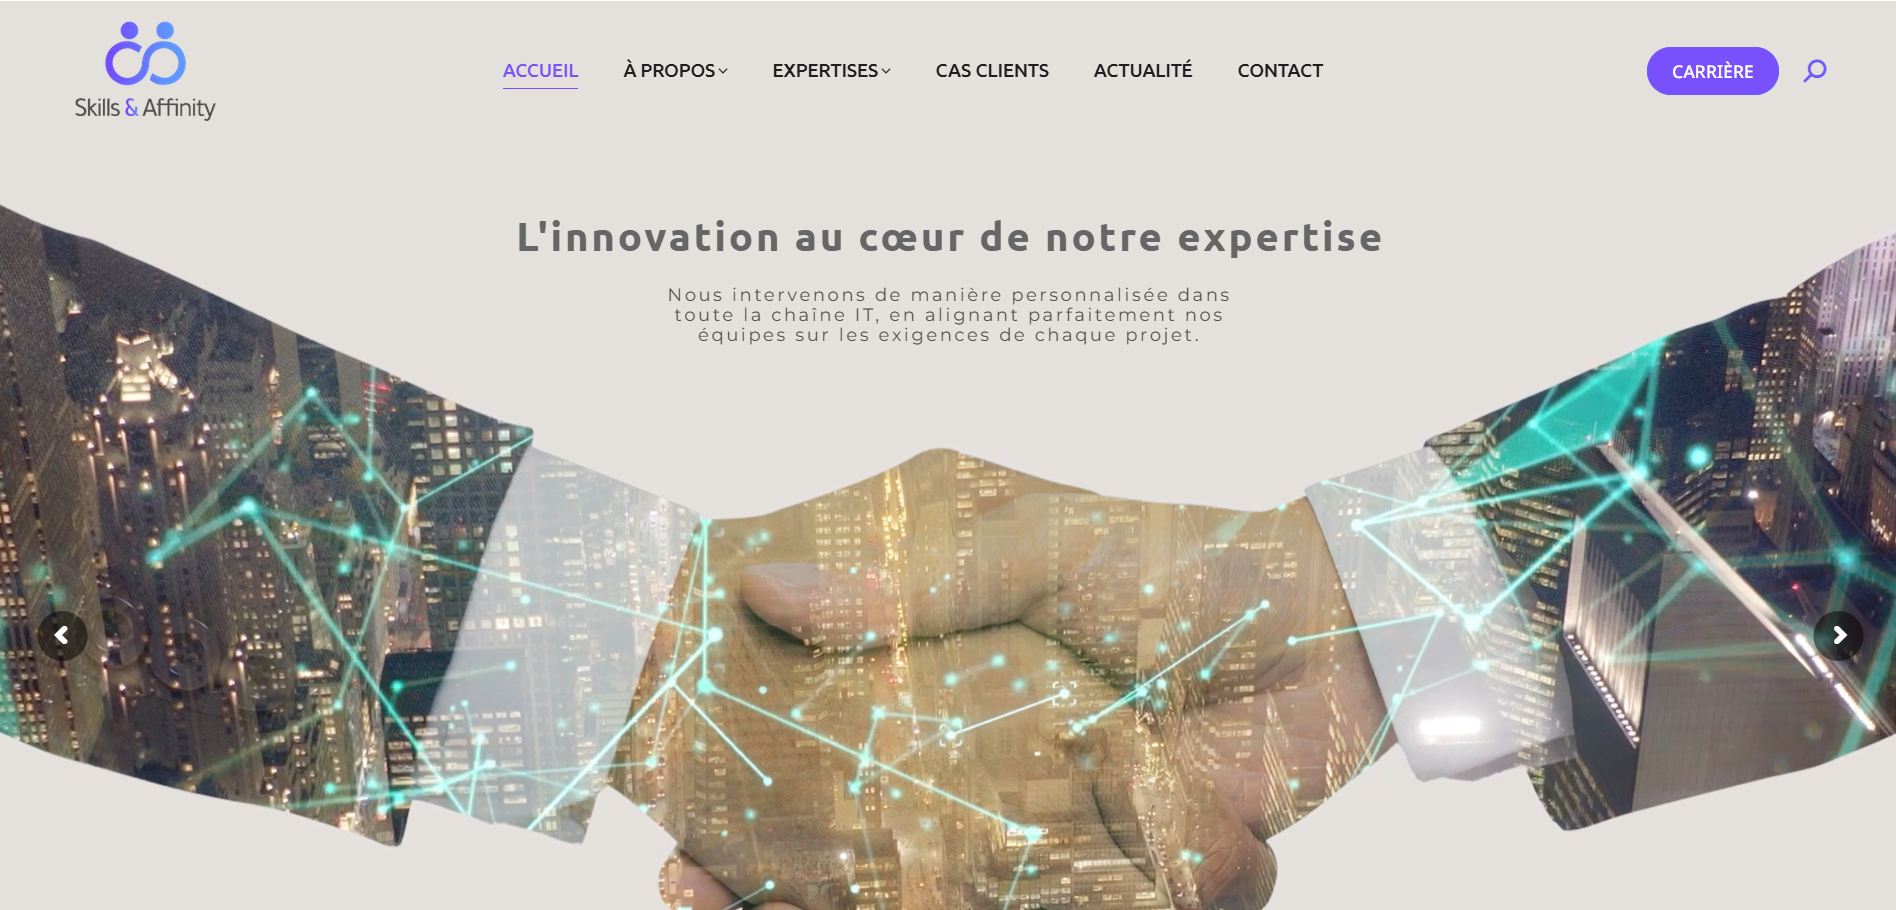 Skills & Affinity
ACCUEIL
À PROPOS
EXPERTISES
CAS CLIENTS
ACTUALITÉ
CONTACT
CARRIÈRE
L'innovation au cœur de notre expertise
Nous intervenons de manière personnalisée dans
toute la chaîne IT, en alignant parfaitement nos
équipes sur les exigences de chaque projet.